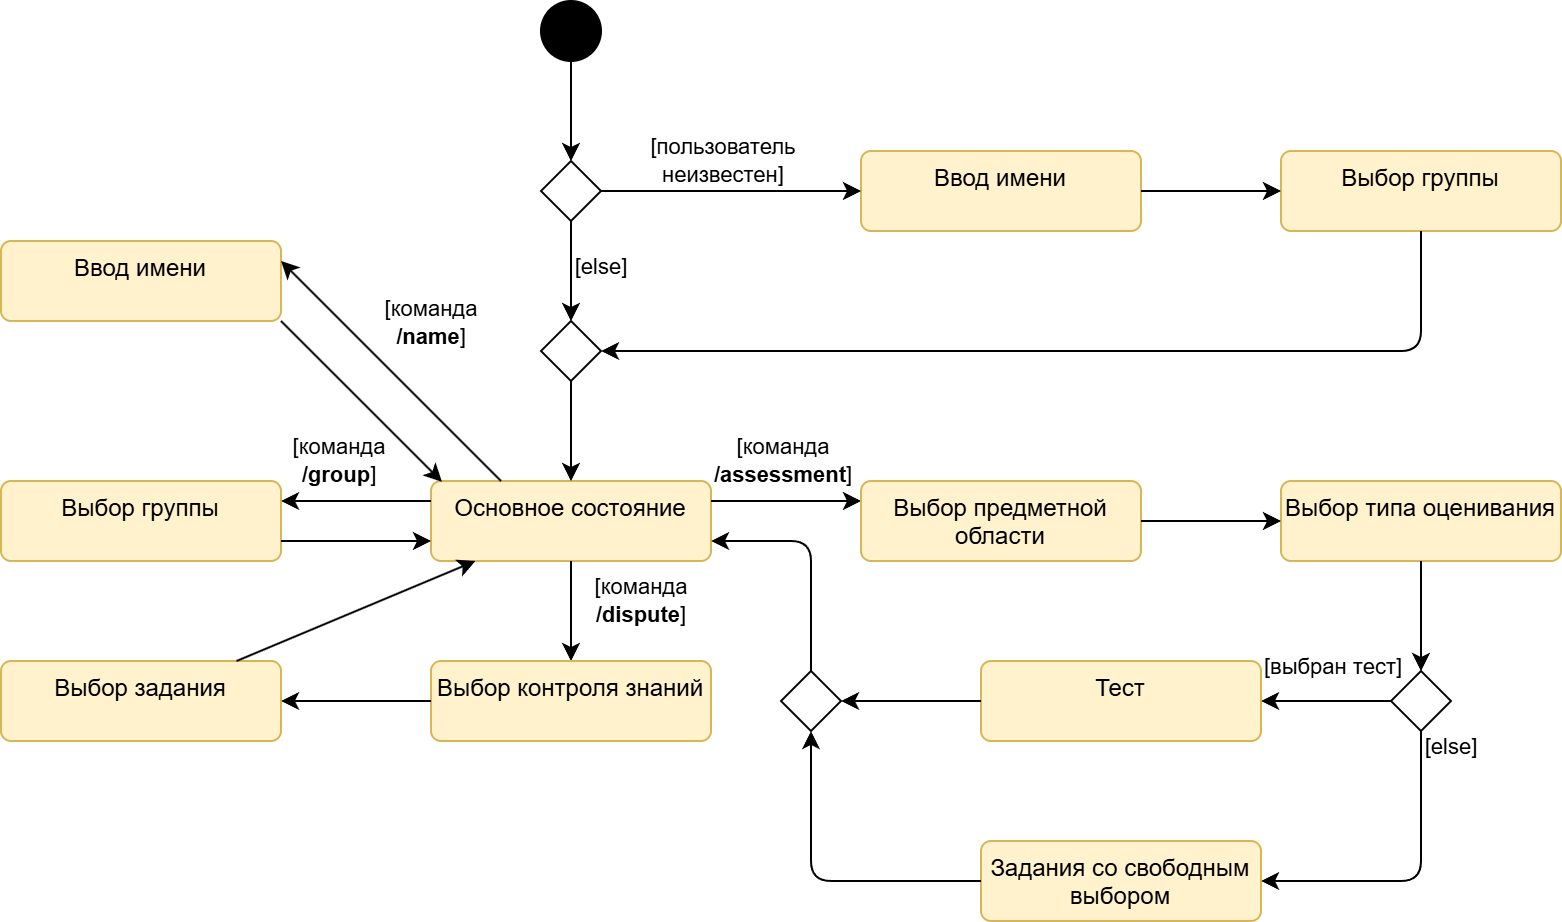 [пользователь
неизвестен]
Ввод имени
Выбор группы
[else]
Ввод имени
[команда
/name]
[команда
/group]
[команда
/assessment]
Выбор группы
Основное состояние
Выбор предметной
области
Выбор типа оценивания
[команда
/dispute]
Выбор задания
Выбор контроля знаний
Тест
[выбран тест]
[else]
Задания со свободным
выбором